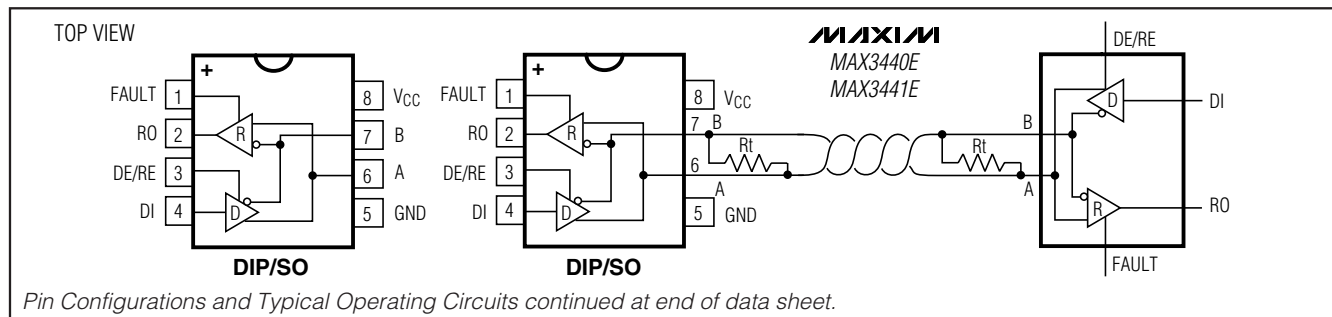 TOP VIEW
+
FAULT 1
RO 2
DE/RE 3
DI 4
8 VCC
7 B
6 A
5 GND
R
D
DIP/SO
+
FAULT 1
RO 2
DE/RE 3
DI 4
8 VCC
7 B
6 A
5 GND
R
D
DIP/SO
Rt
MAXIM
MAX3440E
MAX3441E
Rt
B
A
DE/RE
D
DI
R
RO
FAULT
Pin Configurations and Typical Operating Circuits continued at end of data sheet.